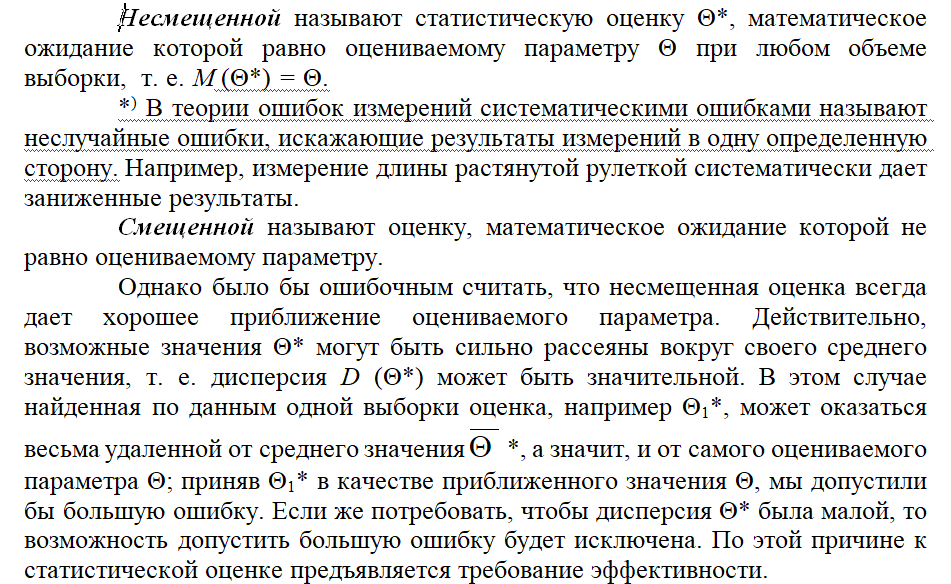 Несмещенной называют статистическую оценку Θ*, математическое
ожидание которой равно оцениваемому параметру Θ при любом объеме
выборки, т. е. M (Θ*) = Θ.
*) В теории ошибок измерений систематическими ошибками называют
неслучайные ошибки, искажающие результаты измерений в одну определенную
сторону. Например, измерение длины растянутой рулеткой систематически дает
заниженные результаты.
Смещенной называют оценку, математическое ожидание которой не
равно оцениваемому параметру.
Однако было бы ошибочным считать, что несмещенная оценка всегда
дает хорошее приближение оцениваемого параметра. Действительно,
возможные значения Θ* могут быть сильно рассеяны вокруг своего среднего
значения, т. е. дисперсия D (Θ*) может быть значительной. В этом случае
найденная по данным одной выборки оценка, например Θ₁*, может оказаться
весьма удаленной от среднего значения Θ̅ *, а значит, и от самого оцениваемого
параметра Θ; приняв Θ₁* в качестве приближенного значения Θ, мы допустили
бы большую ошибку. Если же потребовать, чтобы дисперсия Θ* была малой, то
возможность допустить большую ошибку будет исключена. По этой причине к
статистической оценке предъявляется требование эффективности.